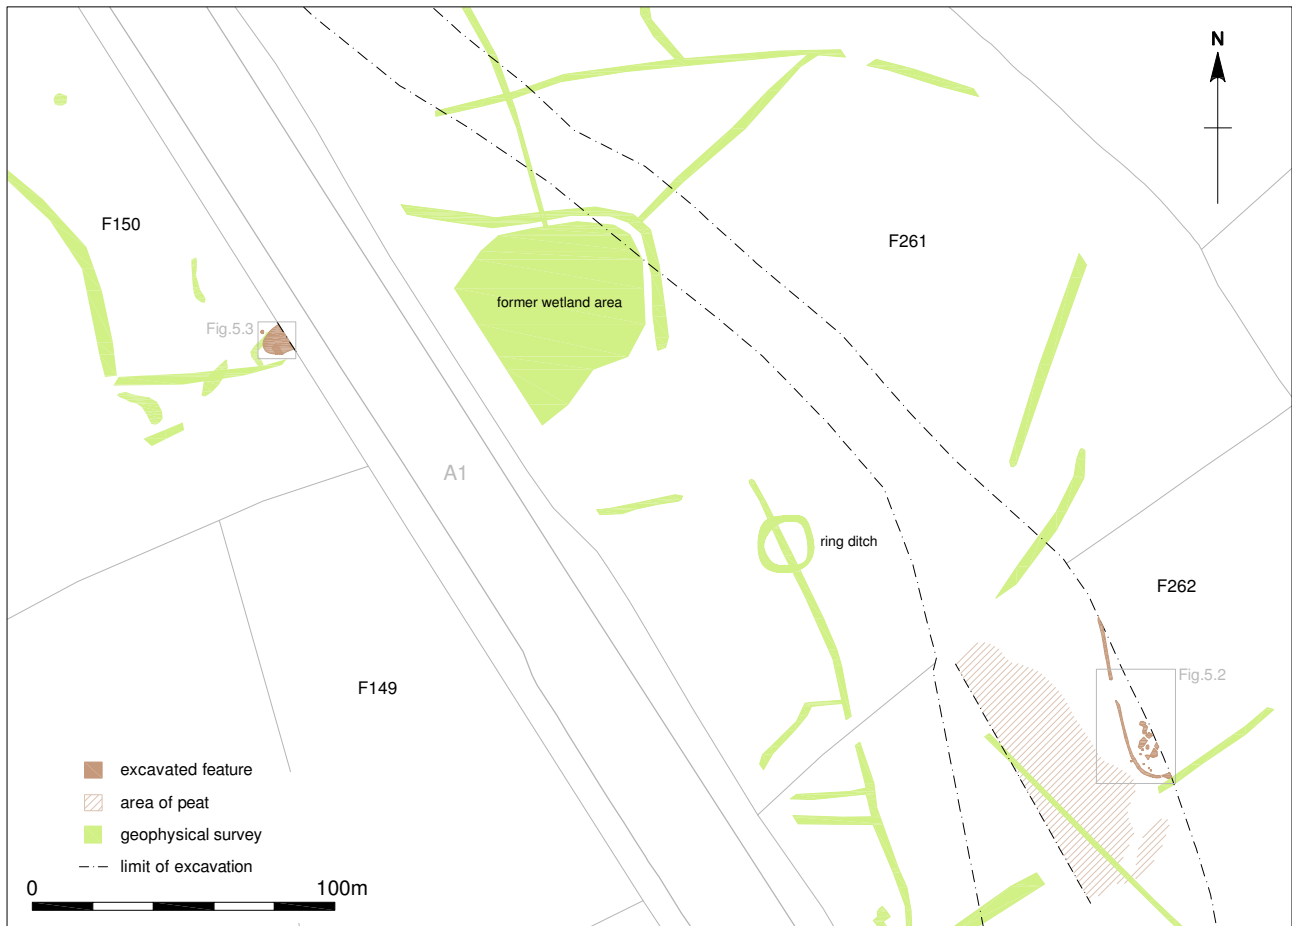 N
F150
F261
former wetland area
Fig.5.3
A1
ring ditch
F262
Fig.5.2
F149
excavated feature
area of peat
geophysical survey
limit of excavation
0 100m